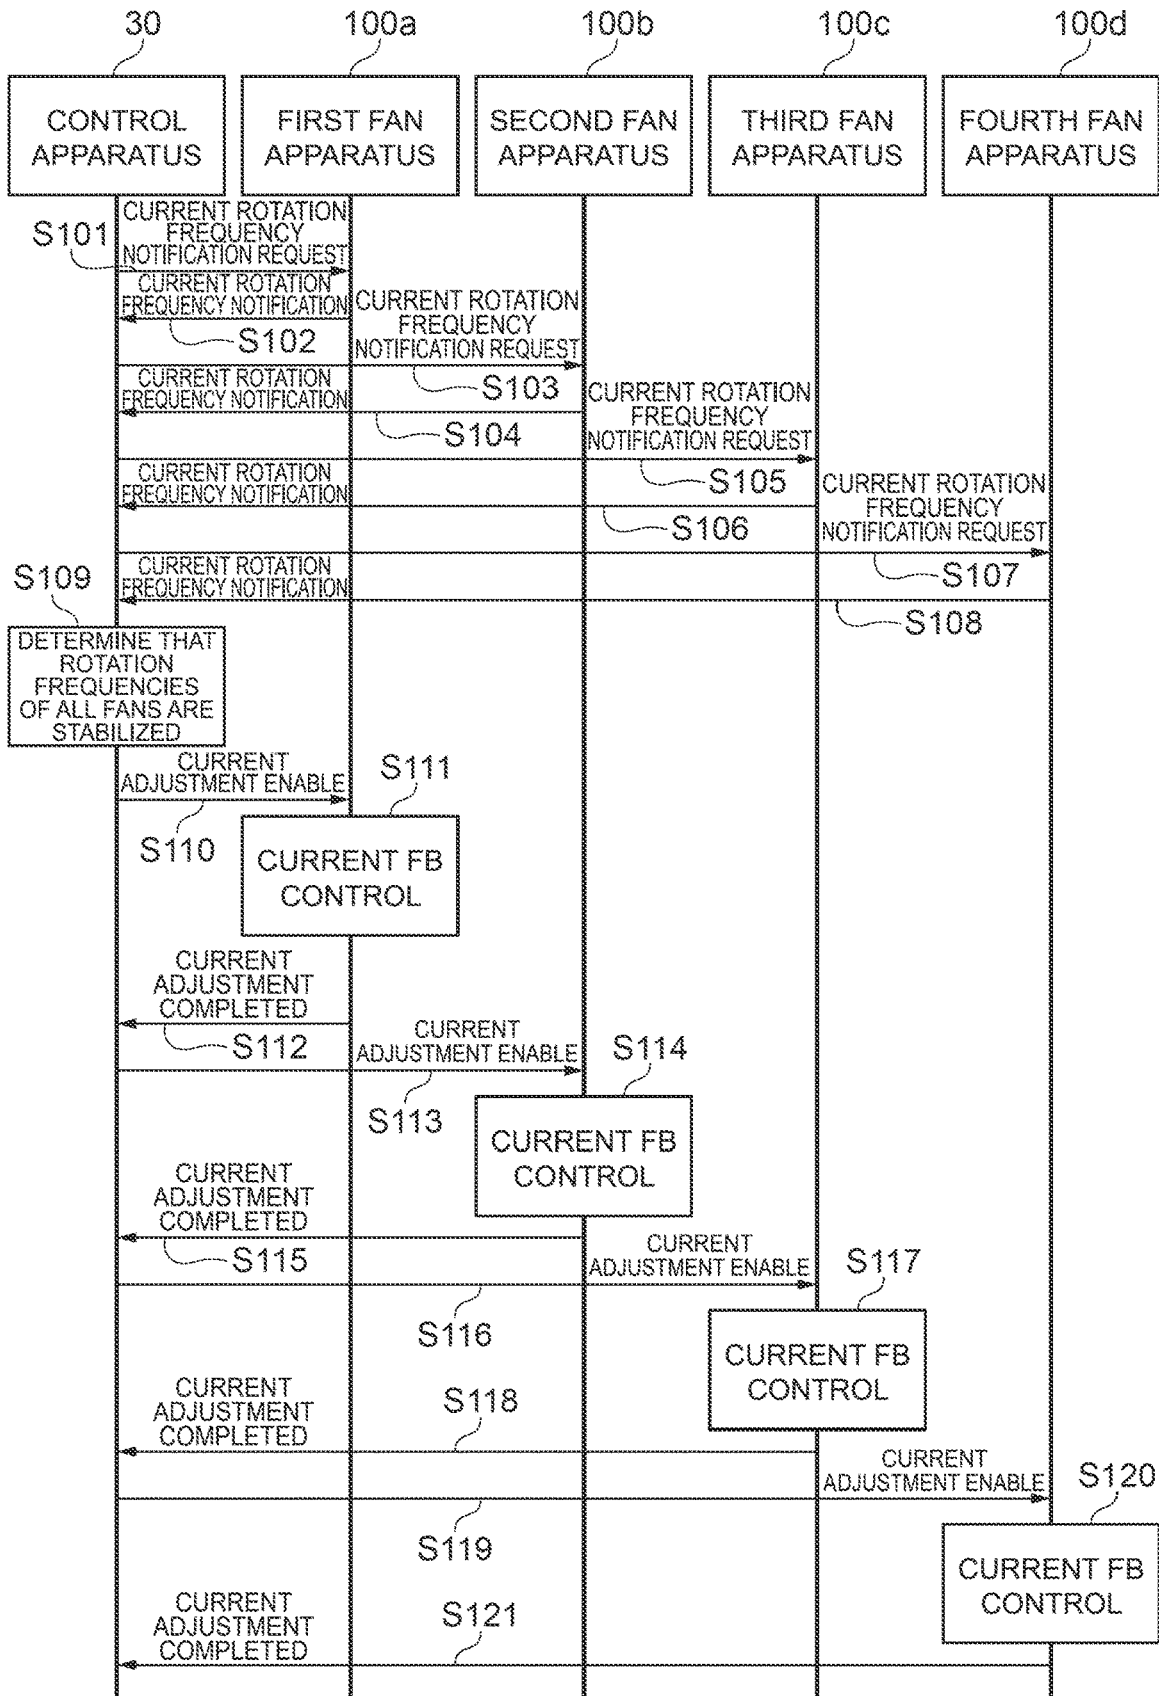 30
100a
100b
100c
100d
CONTROL
APPARATUS
FIRST FAN
APPARATUS
SECOND FAN
APPARATUS
THIRD FAN
APPARATUS
FOURTH FAN
APPARATUS
CURRENT ROTATION
FREQUENCY
NOTIFICATION REQUEST
S101
CURRENT ROTATION
FREQUENCY NOTIFICATION
S102
CURRENT ROTATION
FREQUENCY
NOTIFICATION REQUEST
S103
CURRENT ROTATION
FREQUENCY NOTIFICATION
S104
CURRENT ROTATION
FREQUENCY
NOTIFICATION REQUEST
S105
CURRENT ROTATION
FREQUENCY NOTIFICATION
S106
CURRENT ROTATION
FREQUENCY
NOTIFICATION REQUEST
S107
CURRENT ROTATION
FREQUENCY NOTIFICATION
S108
S109
DETERMINE THAT
ROTATION
FREQUENCIES
OF ALL FANS ARE
STABILIZED
CURRENT
ADJUSTMENT ENABLE
S110
S111
CURRENT FB
CONTROL
CURRENT
ADJUSTMENT
COMPLETED
S112
CURRENT
ADJUSTMENT ENABLE
S113
S114
CURRENT FB
CONTROL
CURRENT
ADJUSTMENT
COMPLETED
S115
CURRENT
ADJUSTMENT ENABLE
S116
S117
CURRENT FB
CONTROL
CURRENT
ADJUSTMENT
COMPLETED
S118
CURRENT
ADJUSTMENT ENABLE
S119
S120
CURRENT FB
CONTROL
CURRENT
ADJUSTMENT
COMPLETED
S121